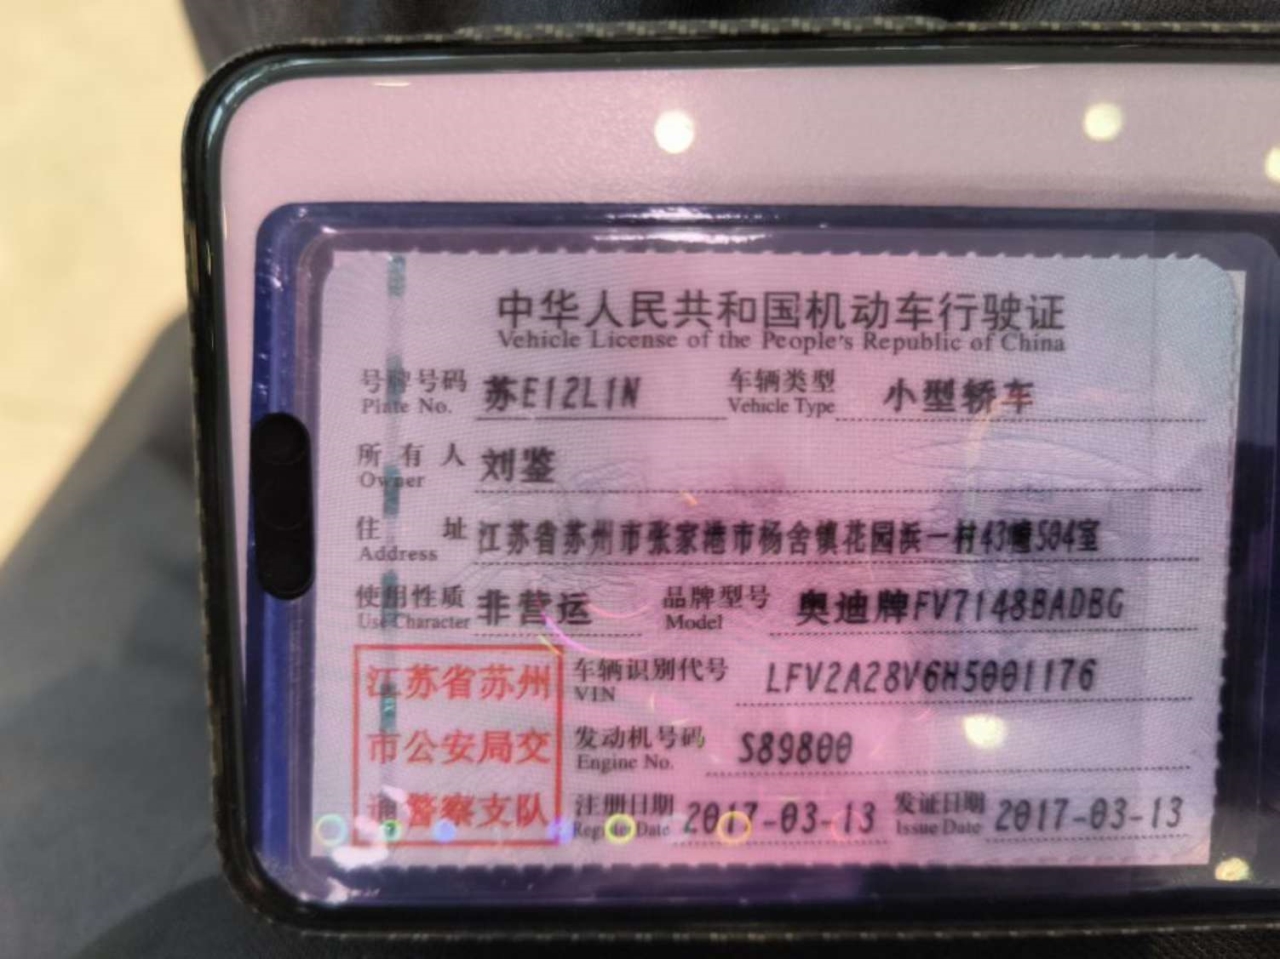 中华人民共和国机动车行驶证
Vehicle License of the People's Republic of China
号牌号码 苏E12L1N 车辆类型 小型轿车
Plate No. Vehicle Type
所有人 刘鉴
Owner
住址 江苏省苏州市张家港市杨舍镇花园浜一村43幢504室
Address
使用性质 非营运 品牌型号 奥迪牌FV7148BADBG
Use Character Model
江苏省苏州 车辆识别代号 LFV2A28V6H5001176
VIN
市公安局交 发动机号码 S89800
Engine No.
通警察支队 注册日期 2017-03-13 发证日期 2017-03-13
Register Date Issue Date